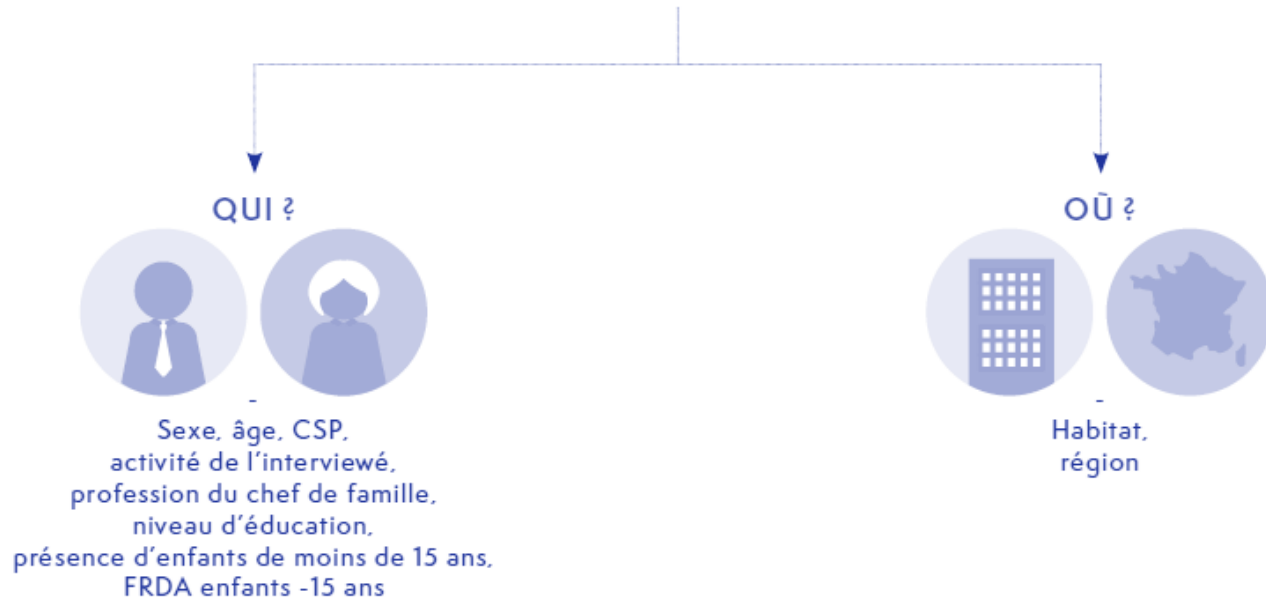 QUI ?
-
Sexe, âge, CSP,
activité de l'interviewé,
profession du chef de famille,
niveau d'éducation,
présence d'enfants de moins de 15 ans,
FRDA enfants -15 ans
OÙ ?
-
Habitat,
région